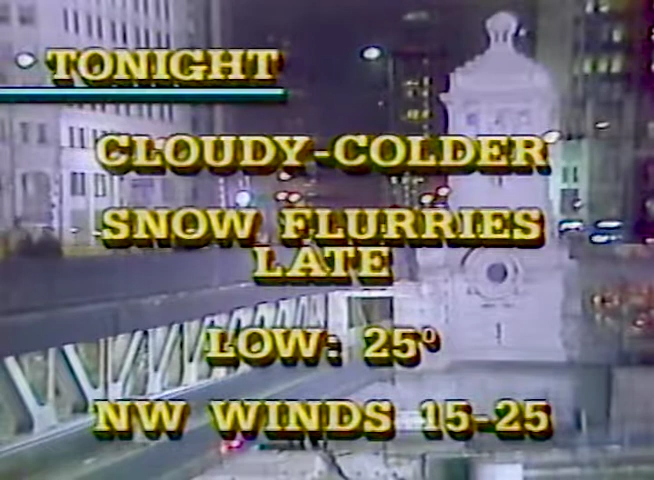 TONIGHT
CLOUDY-COLDER
SNOW FLURRIES
LATE
LOW: 25°
NW WINDS 15-25